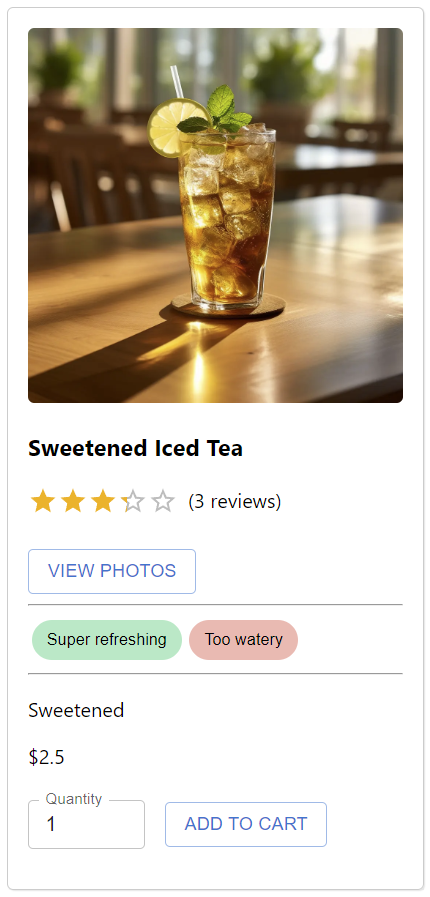 Sweetened Iced Tea
(3 reviews)
VIEW PHOTOS
Super refreshing Too watery
Sweetened
$2.5
Quantity
1 ADD TO CART